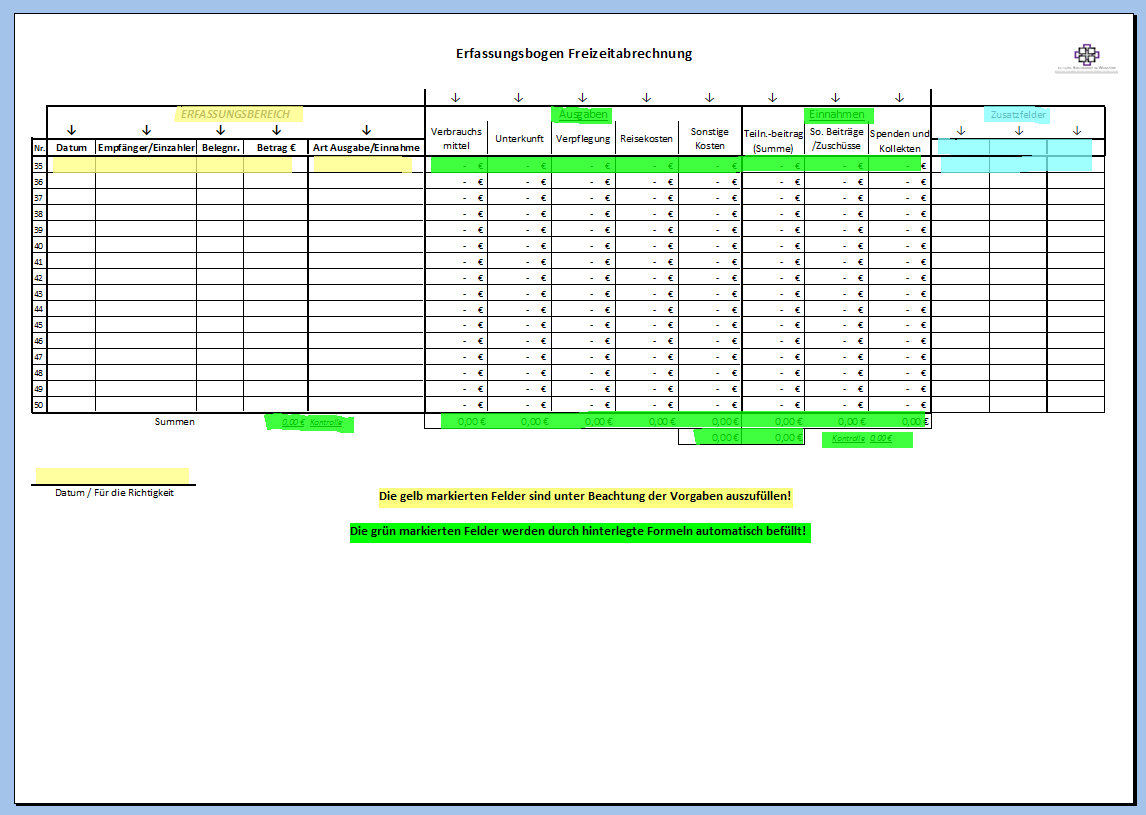 Erfassungsbogen Freizeitabrechnung
↓ ↓ ↓ ↓ ↓ ↓ ↓ ↓
ERFASSUNGSBEREICH Ausgaben Einnahmen Zusatzfelder
↓ ↓ ↓ ↓ ↓ Verbrauchs Unterkunft Verpflegung Reisekosten Sonstige Teiln.-beitrag So. Beiträge Spenden und ↓ ↓ ↓
mittel Kosten (Summe) /Zuschüsse Kollekten
Nr. Datum Empfänger/Einzahler Belegnr. Betrag € Art Ausgabe/Einnahme
35 - € - € - € - € - € - € - € - €
36 - € - € - € - € - € - € - € - €
37 - € - € - € - € - € - € - € - €
38 - € - € - € - € - € - € - € - €
39 - € - € - € - € - € - € - € - €
40 - € - € - € - € - € - € - € - €
41 - € - € - € - € - € - € - € - €
42 - € - € - € - € - € - € - € - €
43 - € - € - € - € - € - € - € - €
44 - € - € - € - € - € - € - € - €
45 - € - € - € - € - € - € - € - €
46 - € - € - € - € - € - € - € - €
47 - € - € - € - € - € - € - € - €
48 - € - € - € - € - € - € - € - €
49 - € - € - € - € - € - € - € - €
50 - € - € - € - € - € - € - € - €
Summen 0,00 € Kontrolle 0,00 € 0,00 € 0,00 € 0,00 € 0,00 € 0,00 € 0,00 € 0,00 €
0,00 € 0,00 € Kontrolle 0,00 €
Datum / Für die Richtigkeit
Die gelb markierten Felder sind unter Beachtung der Vorgaben auszufüllen!
Die grün markierten Felder werden durch hinterlegte Formeln automatisch befüllt!